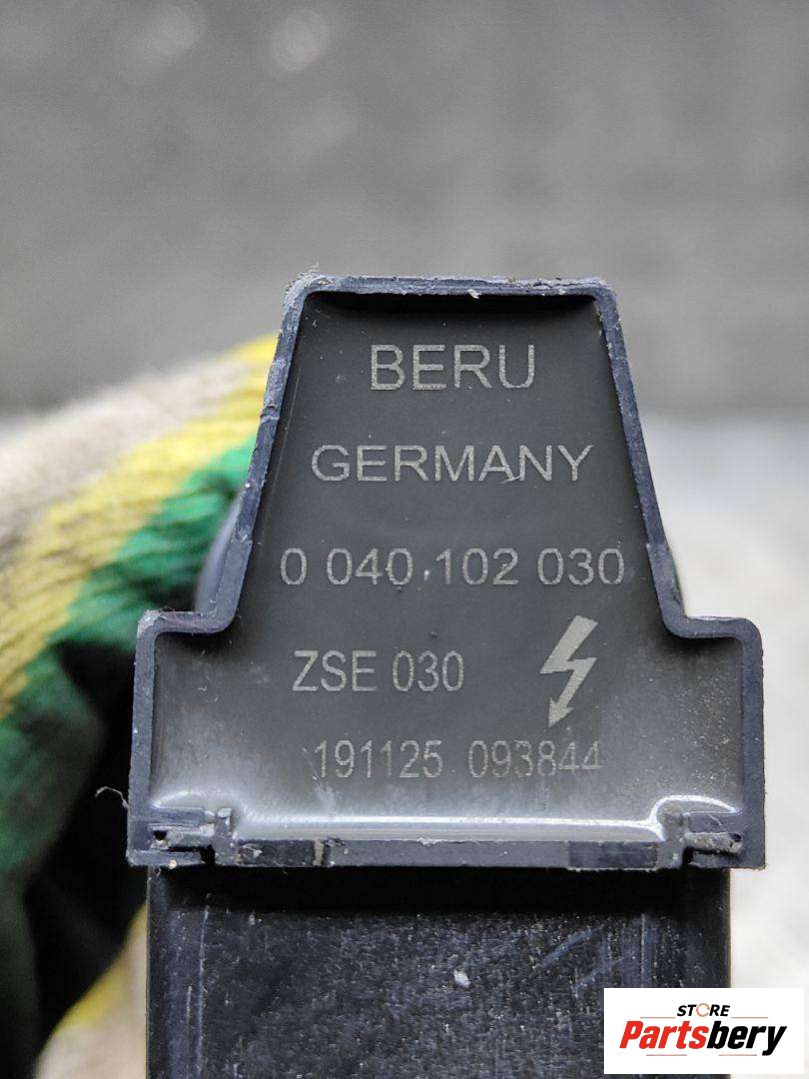 BERU
GERMANY
0 040 102 030
ZSE 030
191125 093844
STORE
Partsbery